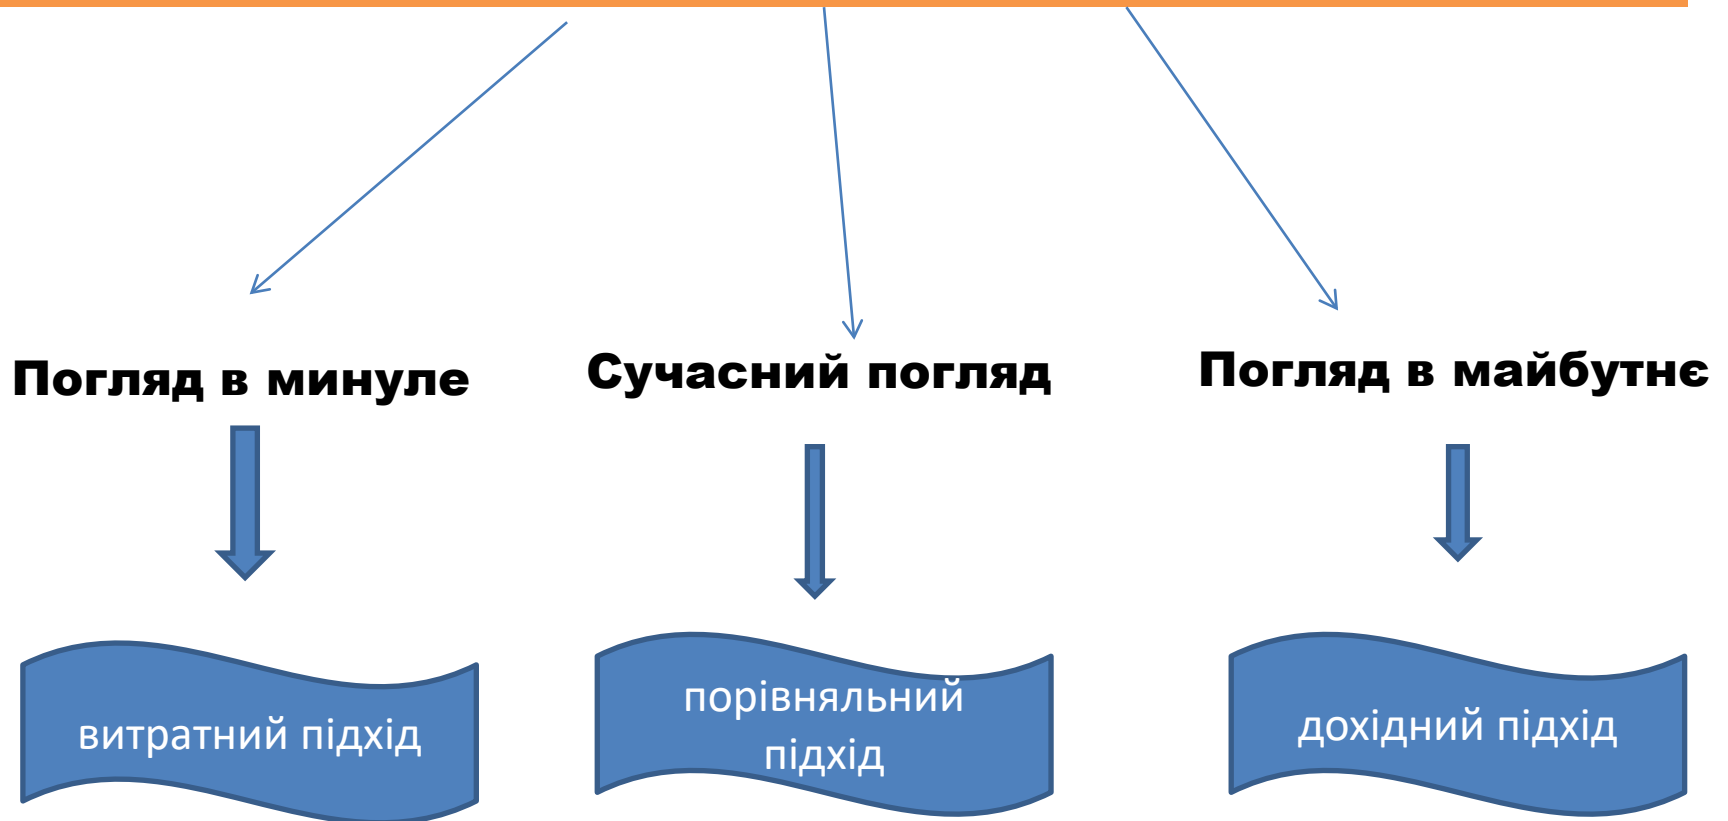 Погляд в минуле
Сучасний погляд
Погляд в майбутнє
витратний підхід
порівняльний
підхід
дохідний підхід